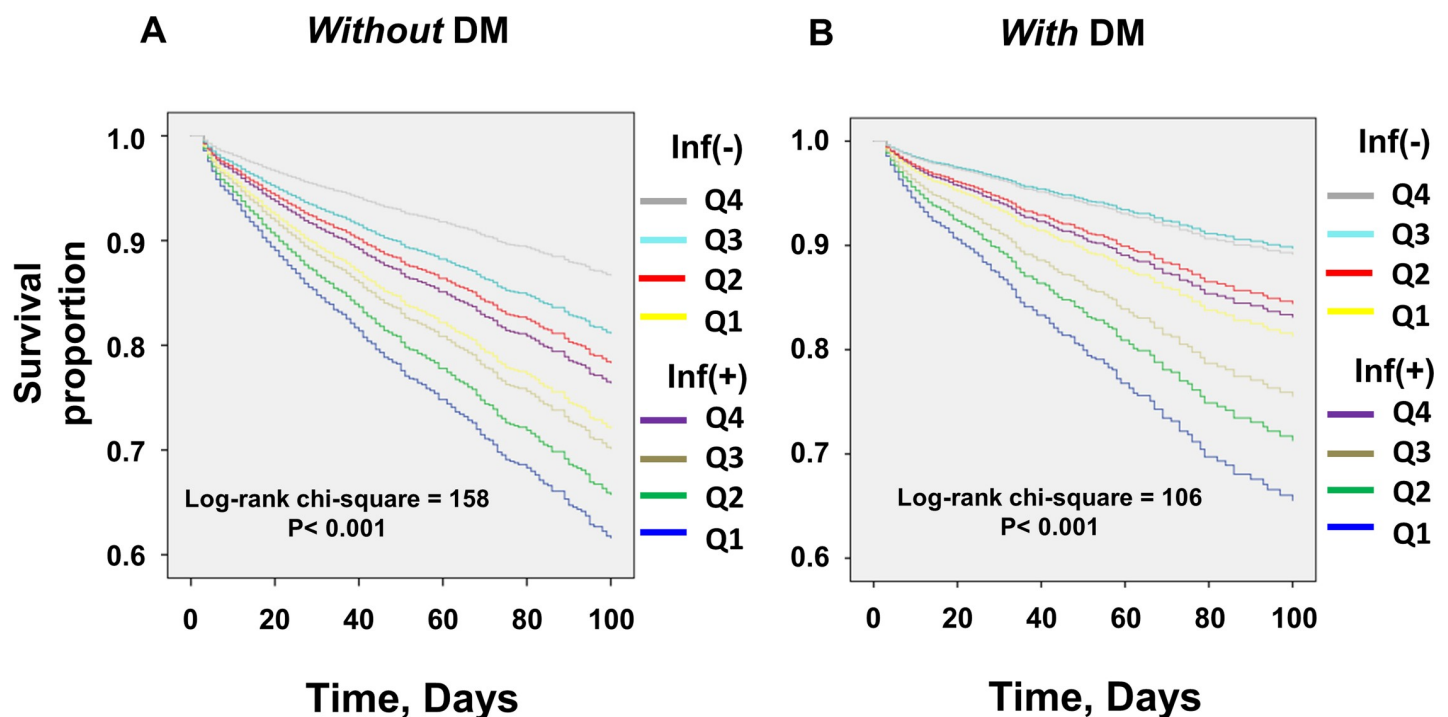 A
Without DM
Survival
proportion
1.0
0.9
0.8
0.7
0.6
Log-rank chi-square = 158
P< 0.001
0 20 40 60 80 100
Time, Days
Inf(-)
Q4
Q3
Q2
Q1
Inf(+)
Q4
Q3
Q2
Q1
B
With DM
1.0
0.9
0.8
0.7
0.6
Log-rank chi-square = 106
P< 0.001
0 20 40 60 80 100
Time, Days
Inf(-)
Q4
Q3
Q2
Q1
Inf(+)
Q4
Q3
Q2
Q1